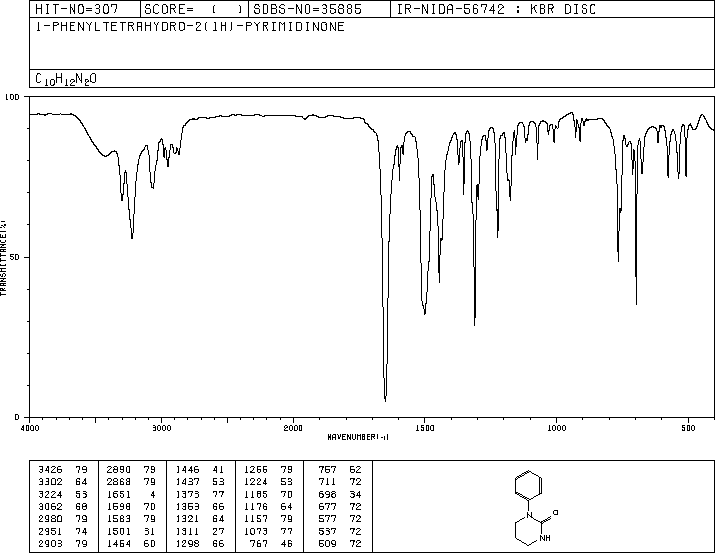 HIT-NO=307 SCORE= ( ) SDBS-NO=35885 IR-NIDA-56742 : KBR DISC
1-PHENYLTETRAHYDRO-2(1H)-PYRIMIDINONE
C10H12N2O
100
50
0
TRANSMITTANCE(%)
4000 3000 2000 1500 1000 500
WAVENUMBER(-1)
3426 79 2890 79 1446 41 1266 79 757 62
3302 64 2868 79 1437 53 1224 53 711 72
3224 53 1651 4 1373 77 1185 70 698 34
3062 68 1598 70 1353 66 1176 64 677 72
2980 79 1583 79 1321 64 1157 79 577 72
2951 74 1501 31 1311 27 1073 77 537 72
2903 79 1454 60 1298 66 767 46 509 72
N
O
NH